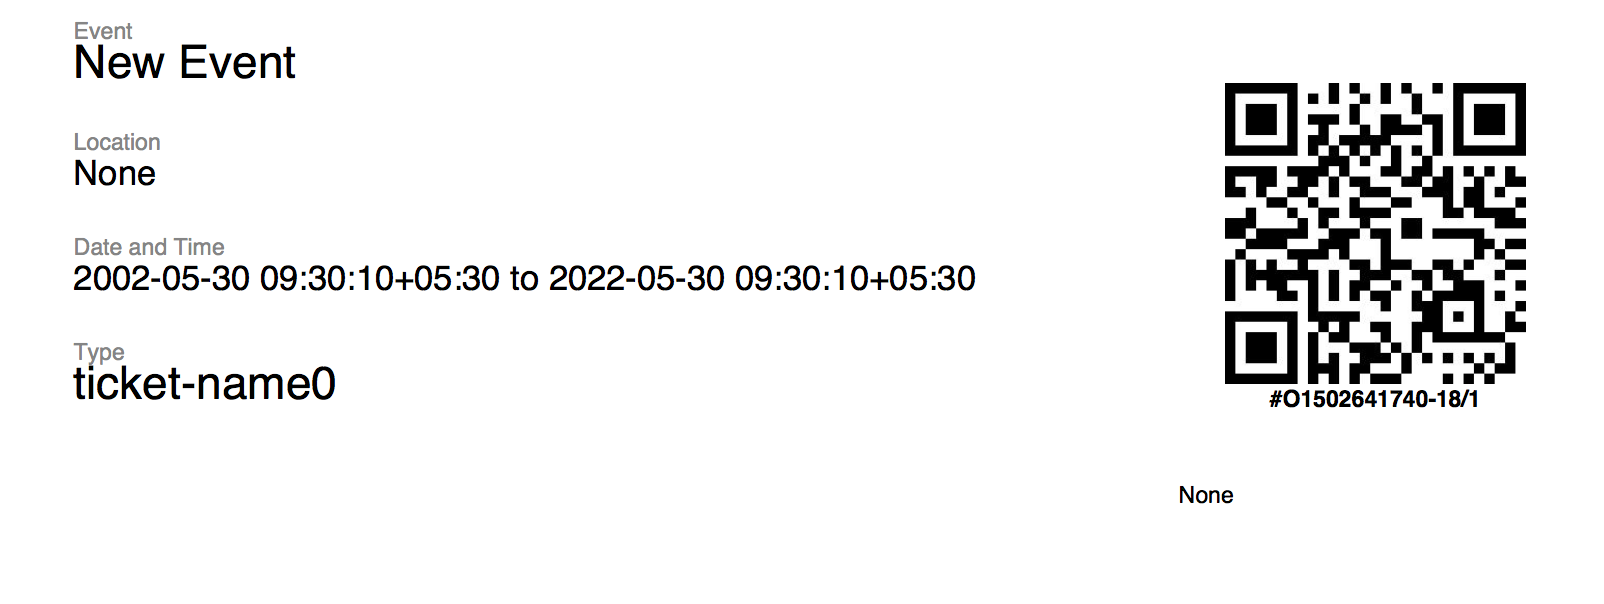 Event
New Event
Location
None
Date and Time
2002-05-30 09:30:10+05:30 to 2022-05-30 09:30:10+05:30
Type
ticket-name0
#O1502641740-18/1
None